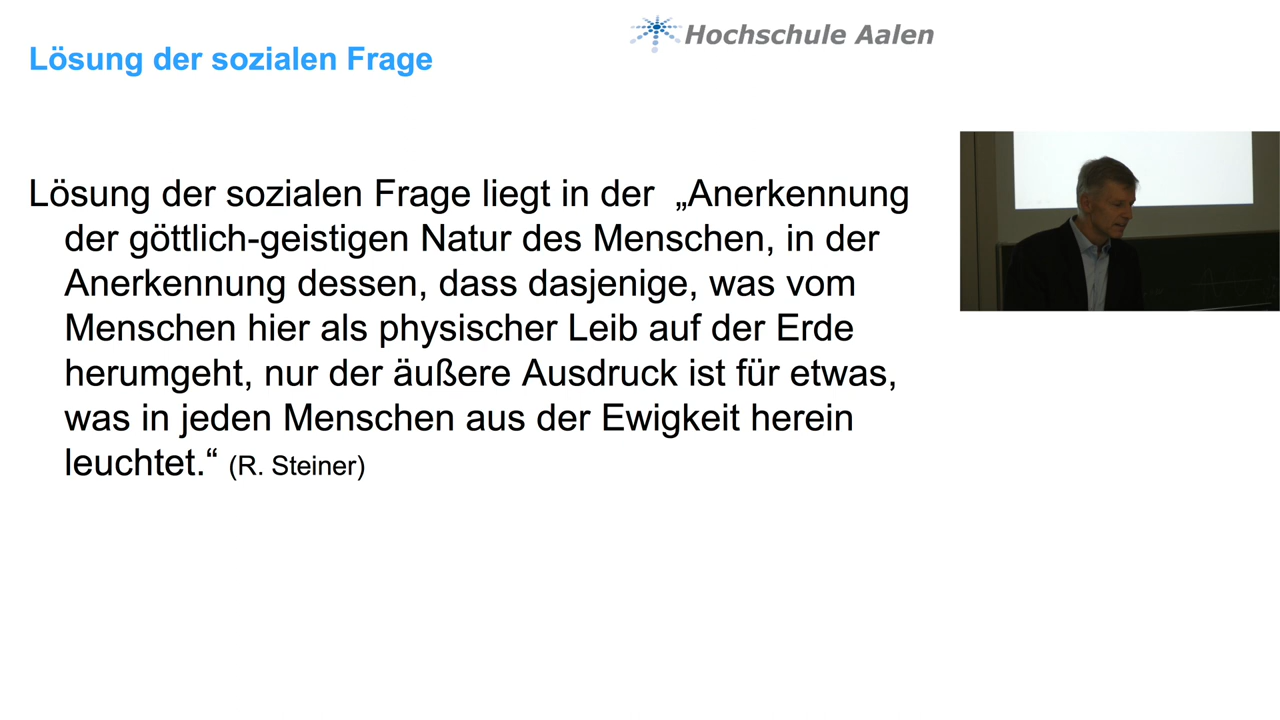 Hochschule Aalen
Lösung der sozialen Frage
Lösung der sozialen Frage liegt in der „Anerkennung
der göttlich-geistigen Natur des Menschen, in der
Anerkennung dessen, dass dasjenige, was vom
Menschen hier als physischer Leib auf der Erde
herumgeht, nur der äußere Ausdruck ist für etwas,
was in jeden Menschen aus der Ewigkeit herein
leuchtet.“ (R. Steiner)